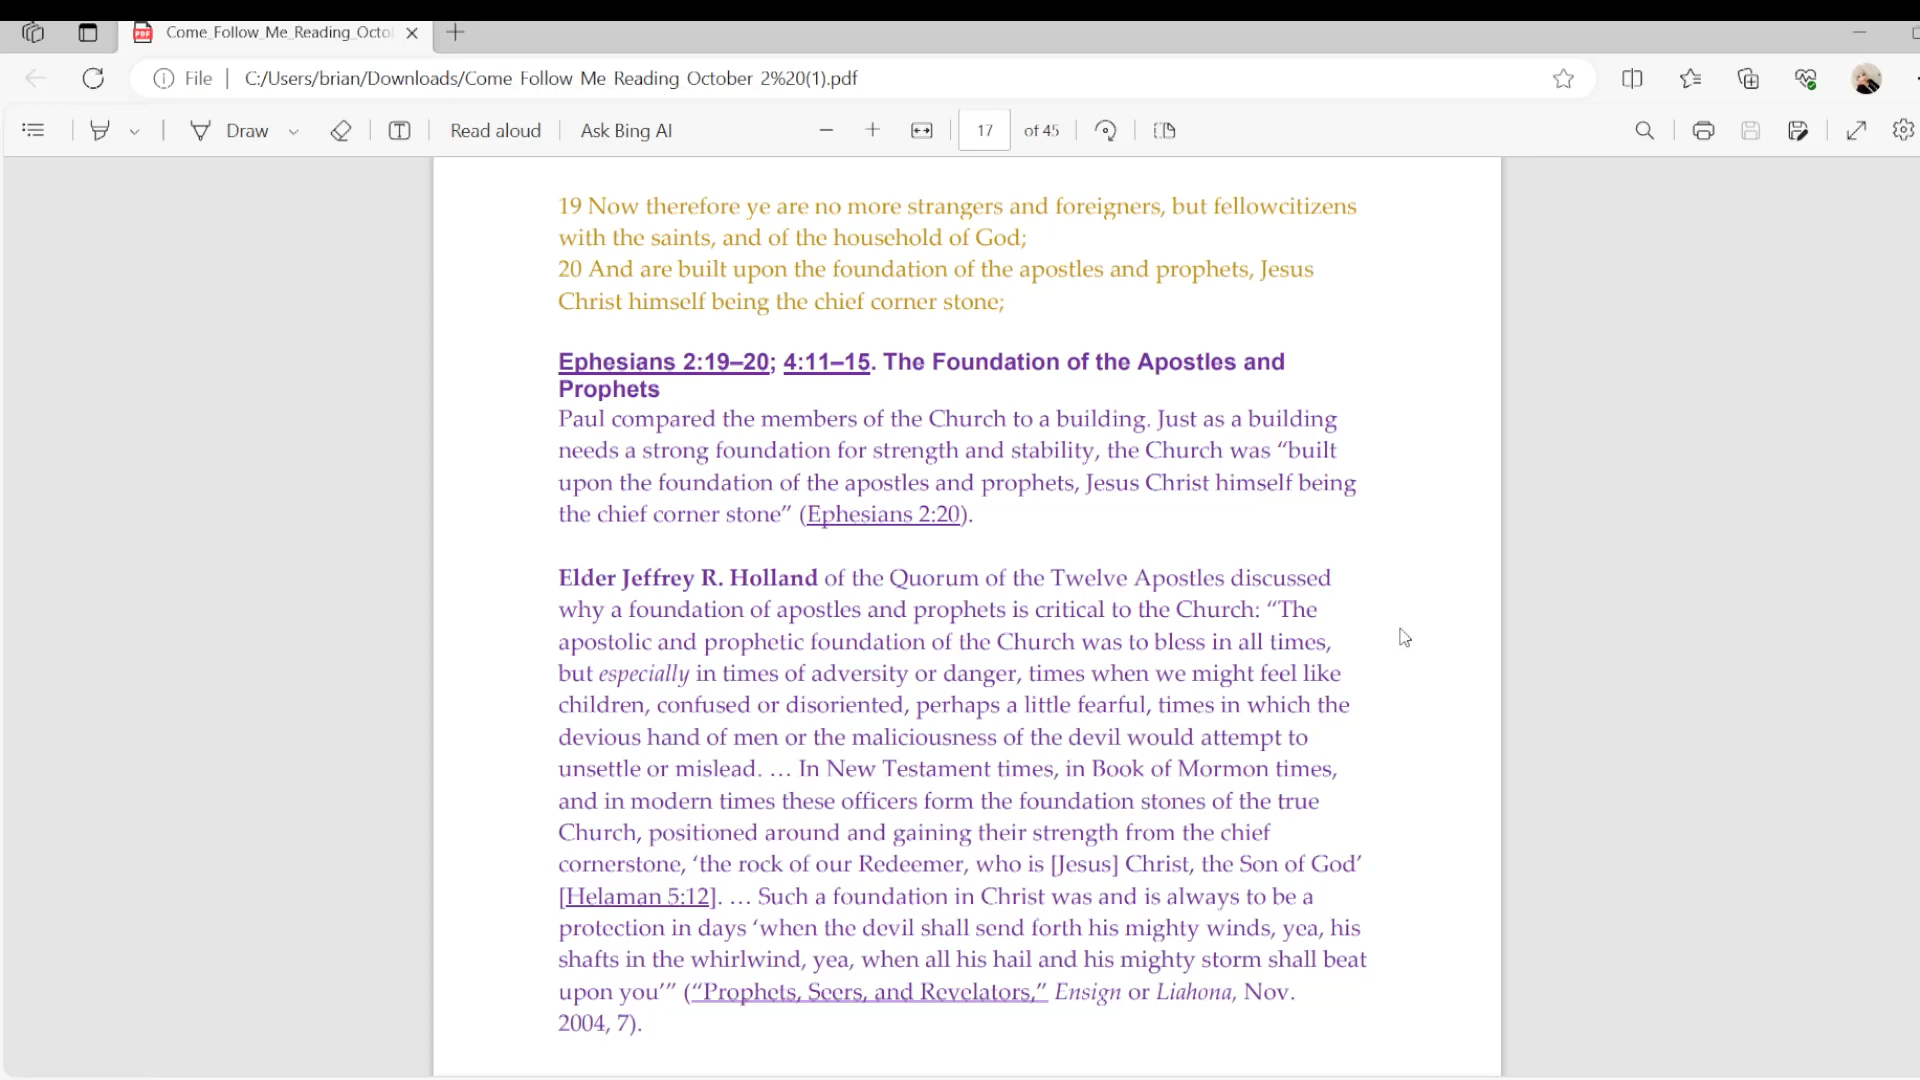 Come_Follow_Me_Reading_Octo
File | C:/Users/brian/Downloads/Come Follow Me Reading October 2%20(1).pdf
Draw Read aloud Ask Bing AI 17 of 45
19 Now therefore ye are no more strangers and foreigners, but fellowcitizens
with the saints, and of the household of God;
20 And are built upon the foundation of the apostles and prophets, Jesus
Christ himself being the chief corner stone;
Ephesians 2:19–20; 4:11–15. The Foundation of the Apostles and
Prophets
Paul compared the members of the Church to a building. Just as a building
needs a strong foundation for strength and stability, the Church was “built
upon the foundation of the apostles and prophets, Jesus Christ himself being
the chief corner stone” (Ephesians 2:20).
Elder Jeffrey R. Holland of the Quorum of the Twelve Apostles discussed
why a foundation of apostles and prophets is critical to the Church: “The
apostolic and prophetic foundation of the Church was to bless in all times,
but especially in times of adversity or danger, times when we might feel like
children, confused or disoriented, perhaps a little fearful, times in which the
devious hand of men or the maliciousness of the devil would attempt to
unsettle or mislead. … In New Testament times, in Book of Mormon times,
and in modern times these officers form the foundation stones of the true
Church, positioned around and gaining their strength from the chief
cornerstone, ‘the rock of our Redeemer, who is [Jesus] Christ, the Son of God’
[Helaman 5:12]. … Such a foundation in Christ was and is always to be a
protection in days ‘when the devil shall send forth his mighty winds, yea, his
shafts in the whirlwind, yea, when all his hail and his mighty storm shall beat
upon you’” (“Prophets, Seers, and Revelators,” Ensign or Liahona, Nov.
2004, 7).